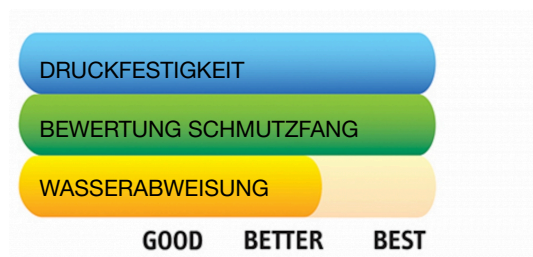 DRUCKFESTIGKEIT
BEWERTUNG SCHMUTZFANG
WASSERABWEISUNG
GOOD BETTER BEST